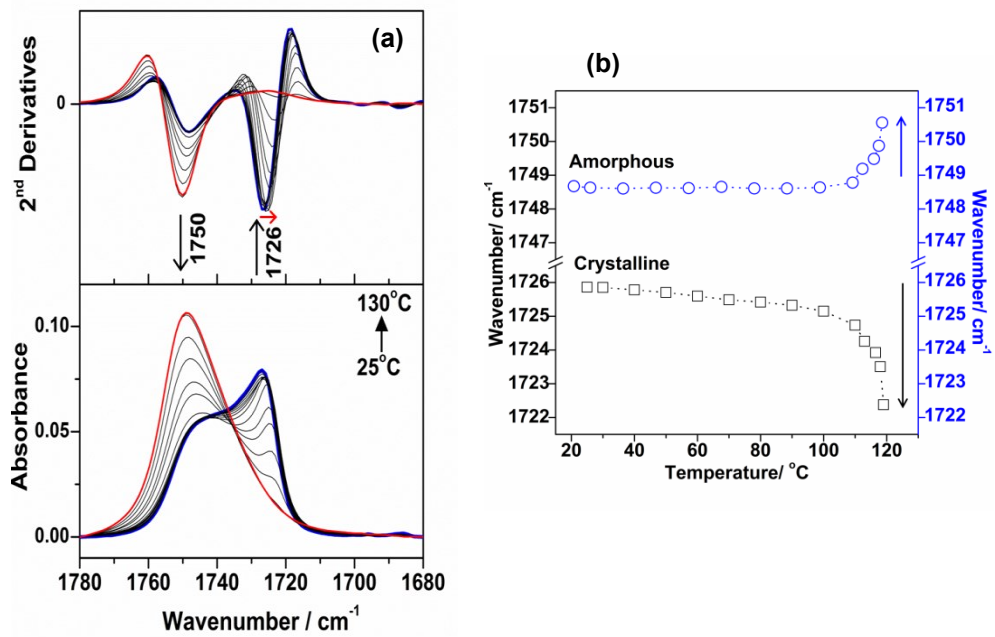 (a)
2nd Derivatives
0
1750
1726
130°C
25°C
Absorbance
0.10
0.05
0.00
1780 1760 1740 1720 1700 1680
Wavenumber / cm-1
(b)
Wavenumber/ cm-1
1751
1750
1749
1748
1747
1726
1725
1724
1723
1722
Amorphous
Crystalline
1751
1750
1749
1748
1747
1726
1725
1724
1723
1722
Wavenumber/ cm-1
20 40 60 80 100 120
Temperature/ °C